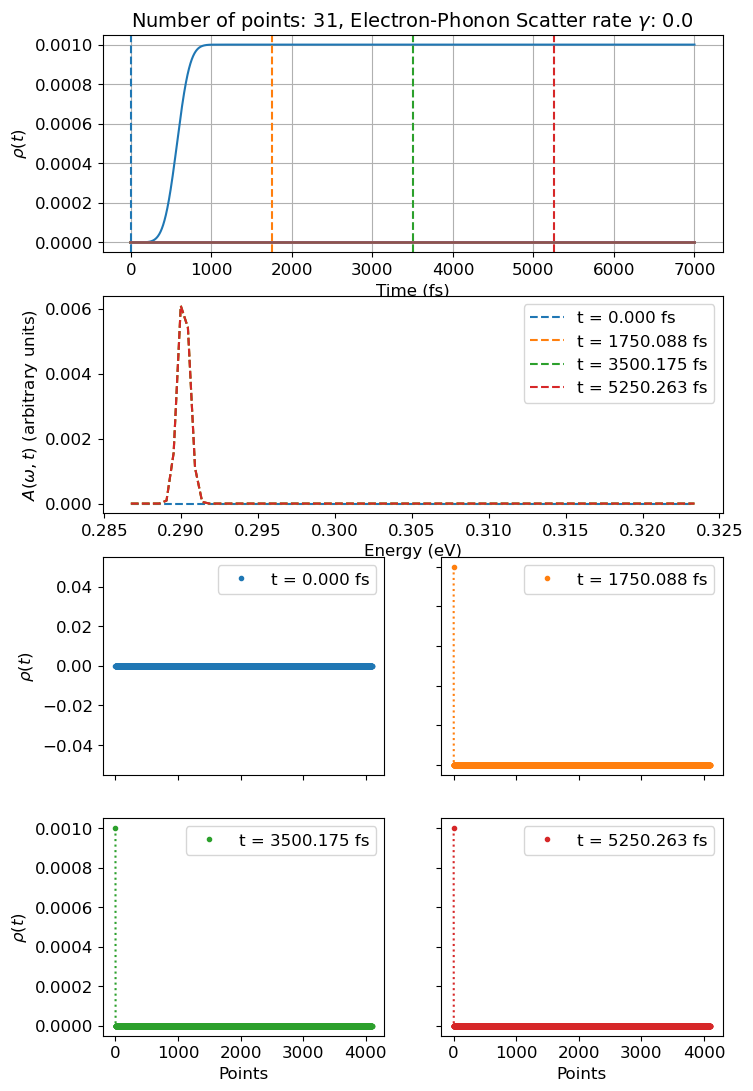 Number of points: 31, Electron-Phonon Scatter rate γ: 0.0
0.0010
0.0008
0.0006
0.0004
0.0002
0.0000
ρ(t)
0 1000 2000 3000 4000 5000 6000 7000
Time (fs)
0.006
0.004
0.002
0.000
A(ω, t) (arbitrary units)
t = 0.000 fs
t = 1750.088 fs
t = 3500.175 fs
t = 5250.263 fs
0.285 0.290 0.295 0.300 0.305 0.310 0.315 0.320 0.325
Energy (eV)
0.04
0.02
0.00
−0.02
−0.04
ρ(t)
t = 0.000 fs
t = 1750.088 fs
0.0010
0.0008
0.0006
0.0004
0.0002
0.0000
ρ(t)
t = 3500.175 fs
0 1000 2000 3000 4000
Points
t = 5250.263 fs
0 1000 2000 3000 4000
Points